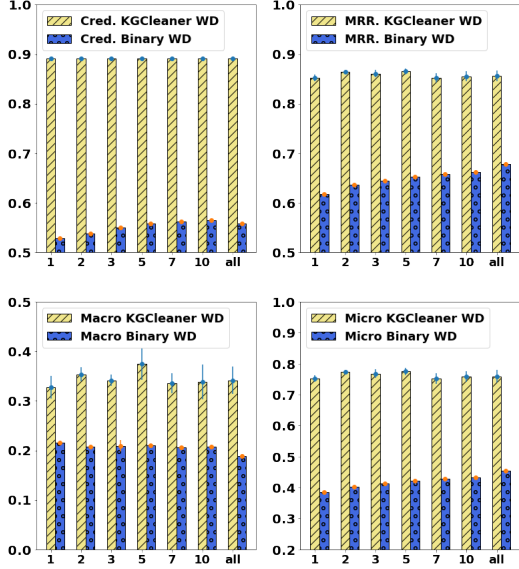 Cred. KGCleaner WD
Cred. Binary WD
1.0
0.9
0.8
0.7
0.6
0.5
1 2 3 5 7 10 all
MRR. KGCleaner WD
MRR. Binary WD
1.0
0.9
0.8
0.7
0.6
0.5
1 2 3 5 7 10 all
Macro KGCleaner WD
Macro Binary WD
0.5
0.4
0.3
0.2
0.1
0.0
1 2 3 5 7 10 all
Micro KGCleaner WD
Micro Binary WD
1.0
0.9
0.8
0.7
0.6
0.5
0.4
0.3
0.2
1 2 3 5 7 10 all